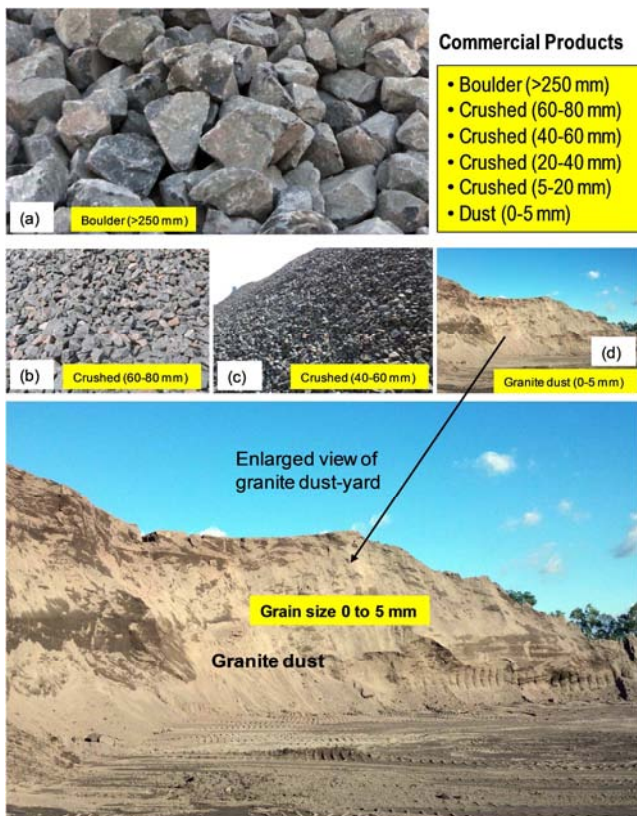 Commercial Products
• Boulder (>250 mm)
• Crushed (60-80 mm)
• Crushed (40-60 mm)
• Crushed (20-40 mm)
• Crushed (5-20 mm)
• Dust (0-5 mm)
(a)
Boulder (>250 mm)
(b)
Crushed (60-80 mm)
(c)
Crushed (40-60 mm)
(d)
Granite dust (0-5 mm)
Enlarged view of
granite dust-yard
Grain size 0 to 5 mm
Granite dust